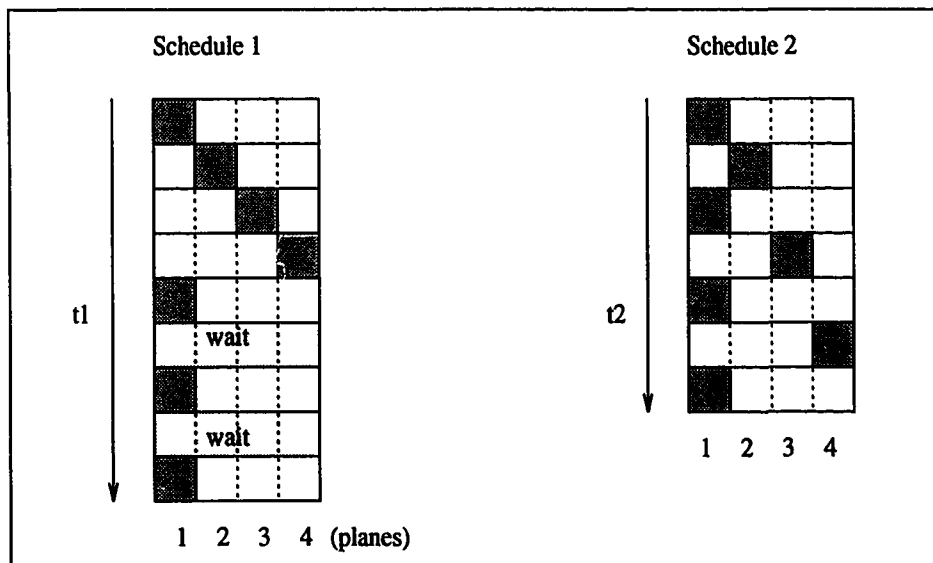 Schedule 1
Schedule 2
t1
t2
wait
wait
1 2 3 4
1 2 3 4 (planes)